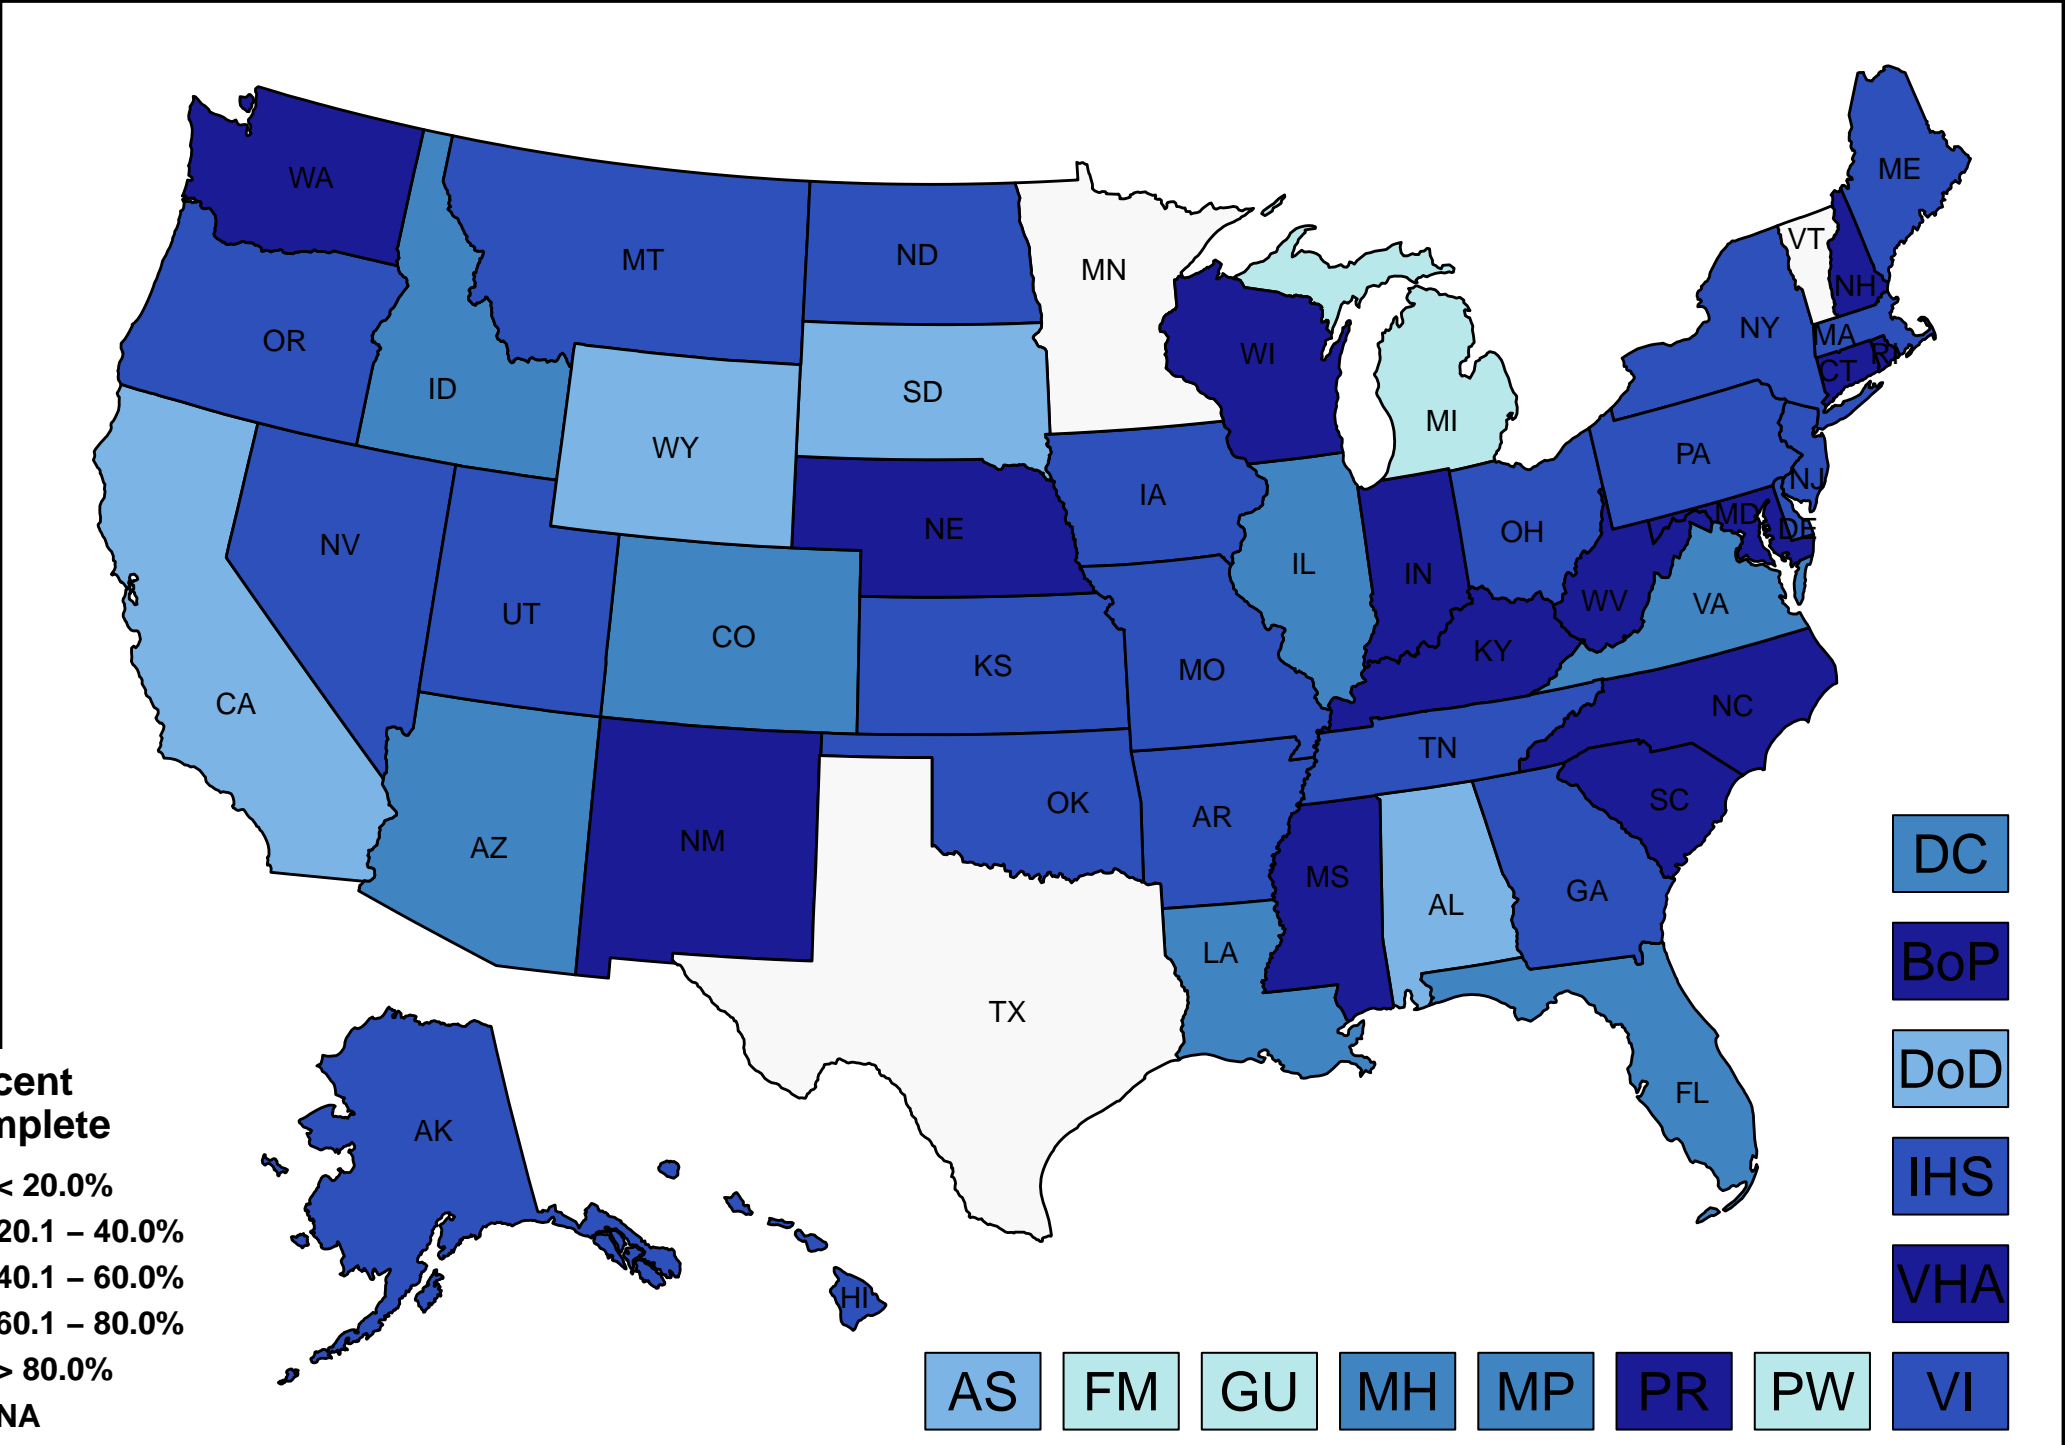 ME
WA
VT
MT
ND
MN
NH
NY
OR
MA
WI
RI
CT
ID
SD
MI
WY
PA
NJ
IA
MD
NE
DE
OH
NV
IL
IN
WV
VA
UT
CO
KY
KS
MO
CA
NC
TN
SC
OK
AR
NM
AZ
DC
MS
GA
AL
LA
BoP
TX
DoD
cent
FL
mplete
AK
IHS
< 20.0%
20.1 – 40.0%
40.1 – 60.0%
VHA
HI
60.1 – 80.0%
> 80.0%
AS FM GU MH MP PR PW VI
NA